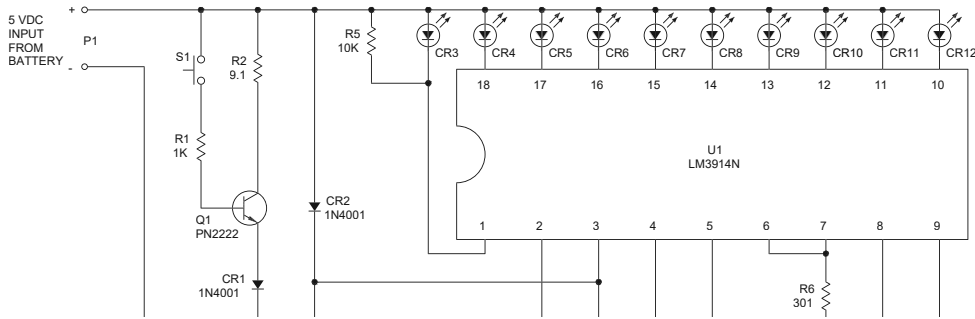 +
5 VDC
INPUT
FROM
BATTERY
-
P1
S1
R2
9.1
R1
1K
Q1
PN2222
CR1
1N4001
CR2
1N4001
R5
10K
CR3
CR4
CR5
CR6
CR7
CR8
CR9
CR10
CR11
CR12
18 17 16 15 14 13 12 11 10
U1
LM3914N
1 2 3 4 5 6 7 8 9
R6
301